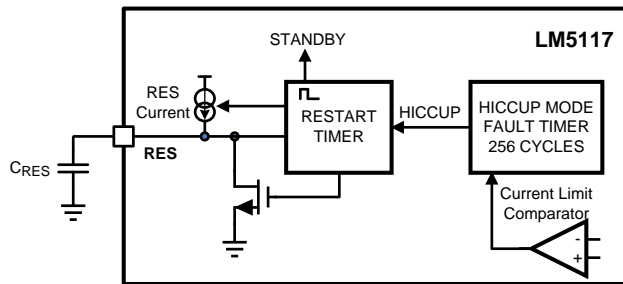 LM5117
STANDBY
RES
Current
RESTART
TIMER
HICCUP
HICCUP MODE
FAULT TIMER
256 CYCLES
RES
CRES
Current Limit
Comparator
-
+